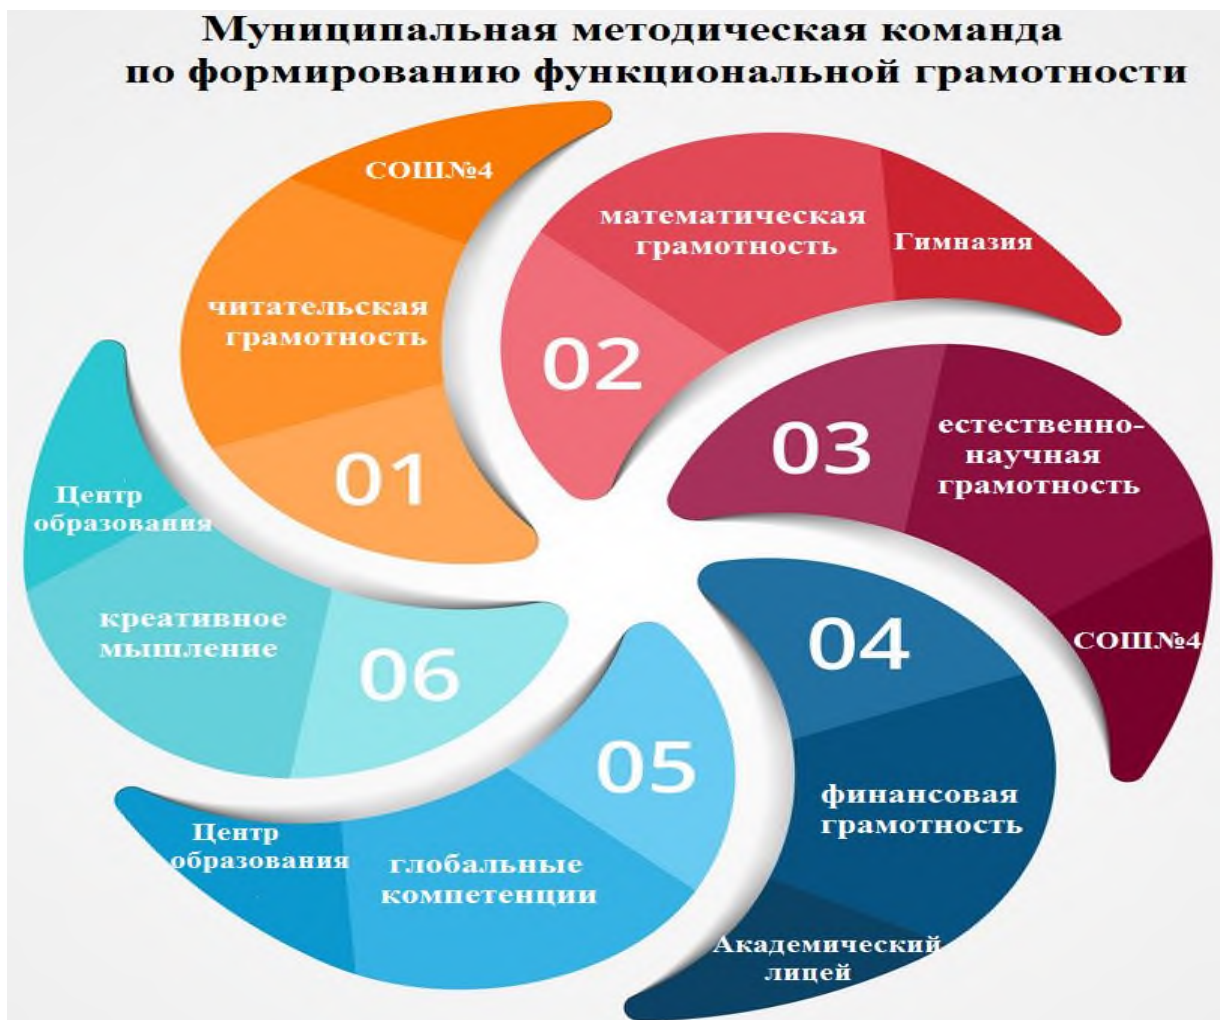 Муниципальная методическая команда
по формированию функциональной грамотности
СОШ№4
читательская
грамотность
01
математическая
грамотность
Гимназия
02
03
естественно-
научная
грамотность
СОШ№4
04
финансовая
грамотность
Академический
лицей
05
глобальные
компетенции
Центр
образования
06
креативное
мышление
Центр
образования